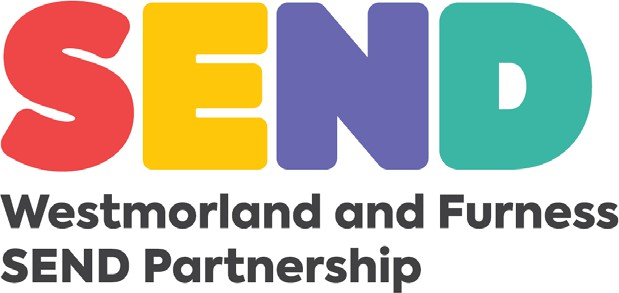 SEND
Westmorland and Furness
SEND Partnership